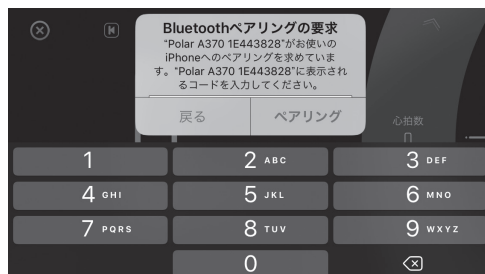 Bluetoothペアリングの要求
“Polar A370 1E443828”がお使いの
iPhoneへのペアリングを求めていま
す。“Polar A370 1E443828”に表示され
るコードを入力してください。
戻る ペアリング
心拍数
1 2 ABC 3 DEF
4 GHI 5 JKL 6 MNO
7 PQRS 8 TUV 9 WXYZ
0